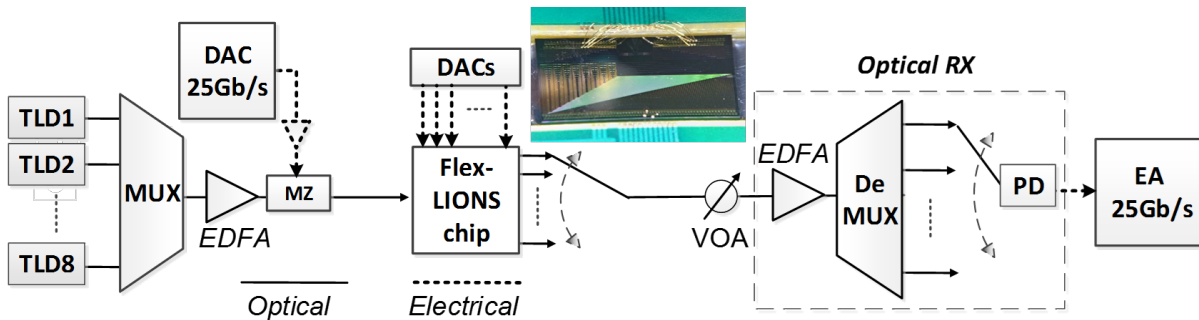 DAC
25Gb/s
DACs
Optical RX
TLD1
TLD2
TLD8
MUX
EDFA
MZ
Flex-
LIONS
chip
VOA
EDFA
De
MUX
PD
EA
25Gb/s
Optical
Electrical